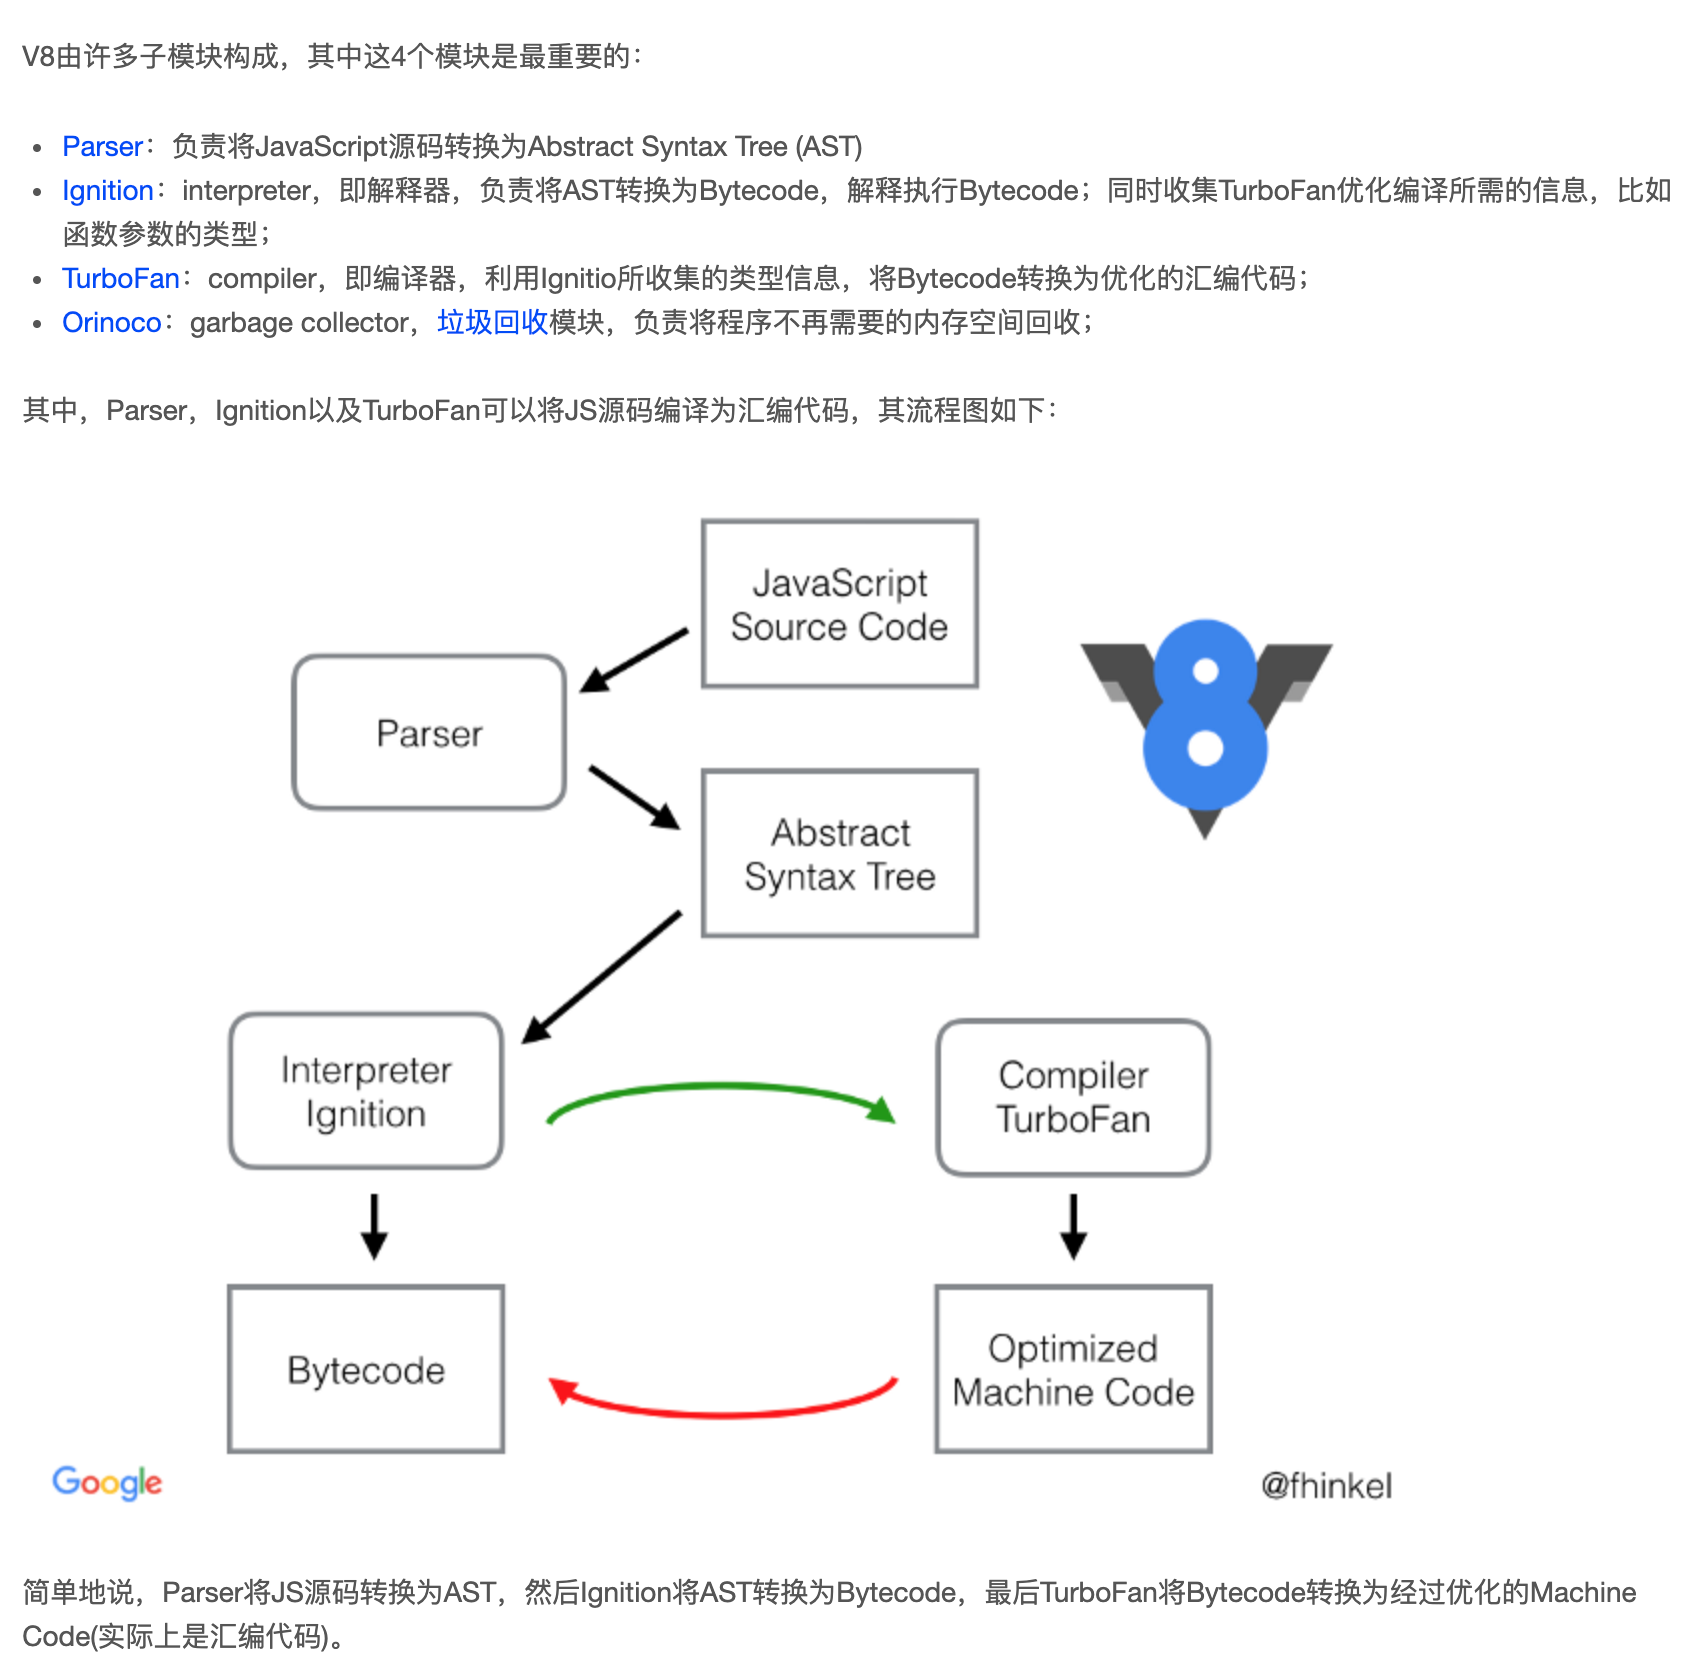 V8由许多子模块构成，其中这4个模块是最重要的：
Parser：负责将JavaScript源码转换为Abstract Syntax Tree (AST)
Ignition：interpreter，即解释器，负责将AST转换为Bytecode，解释执行Bytecode；同时收集TurboFan优化编译所需的信息，比如
函数参数的类型；
TurboFan：compiler，即编译器，利用Ignitio所收集的类型信息，将Bytecode转换为优化的汇编代码；
Orinoco：garbage collector，垃圾回收模块，负责将程序不再需要的内存空间回收；
其中，Parser，Ignition以及TurboFan可以将JS源码编译为汇编代码，其流程图如下：
JavaScript
Source Code
Parser
8
Abstract
Syntax Tree
Interpreter
Ignition
Compiler
TurboFan
Bytecode
Optimized
Machine Code
Google
@fhinkel
简单地说，Parser将JS源码转换为AST，然后Ignition将AST转换为Bytecode，最后TurboFan将Bytecode转换为经过优化的Machine
Code(实际上是汇编代码)。